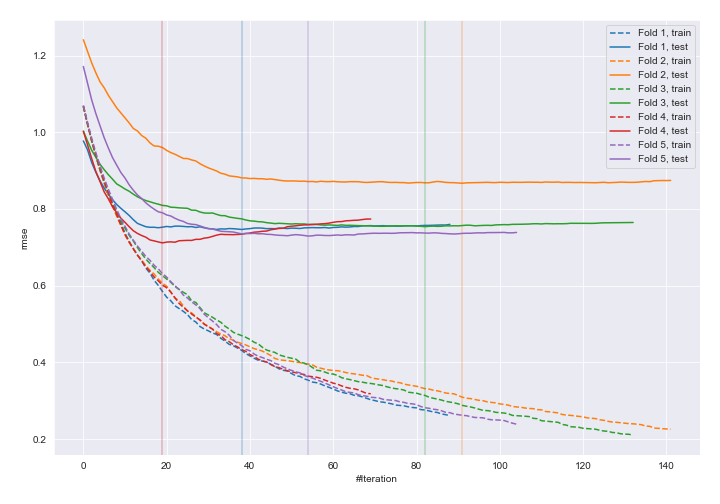 1.2
1.0
0.8
0.6
0.4
0.2
rmse
0
20
40
60
80
100
120
140
#Iteration
Fold 1, train
Fold 1, test
Fold 2, train
Fold 2, test
Fold 3, train
Fold 3, test
Fold 4, train
Fold 4, test
Fold 5, train
Fold 5, test